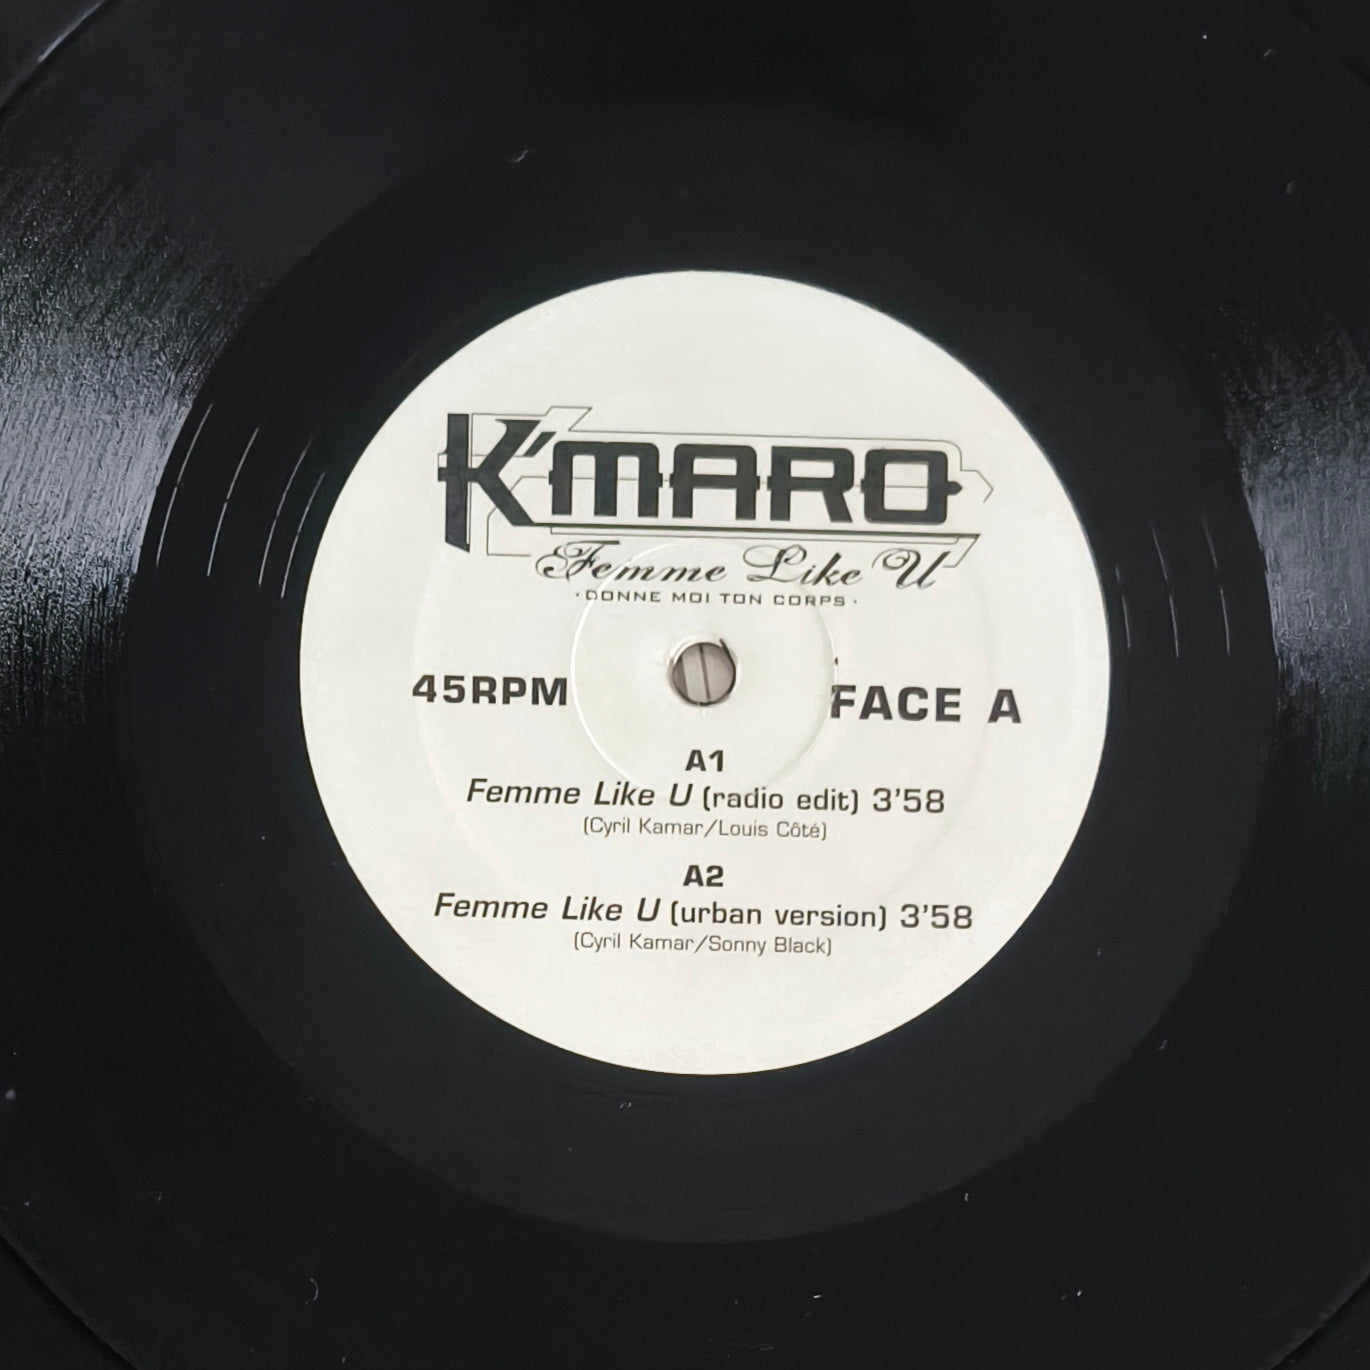 K'MARO
Femme Like U
·DONNE MOI TON CORPS·
45RPM
FACE A
A1
Femme Like U (radio edit) 3'58
(Cyril Kamar/Louis Côté)
A2
Femme Like U (urban version) 3'58
(Cyril Kamar/Sonny Black)